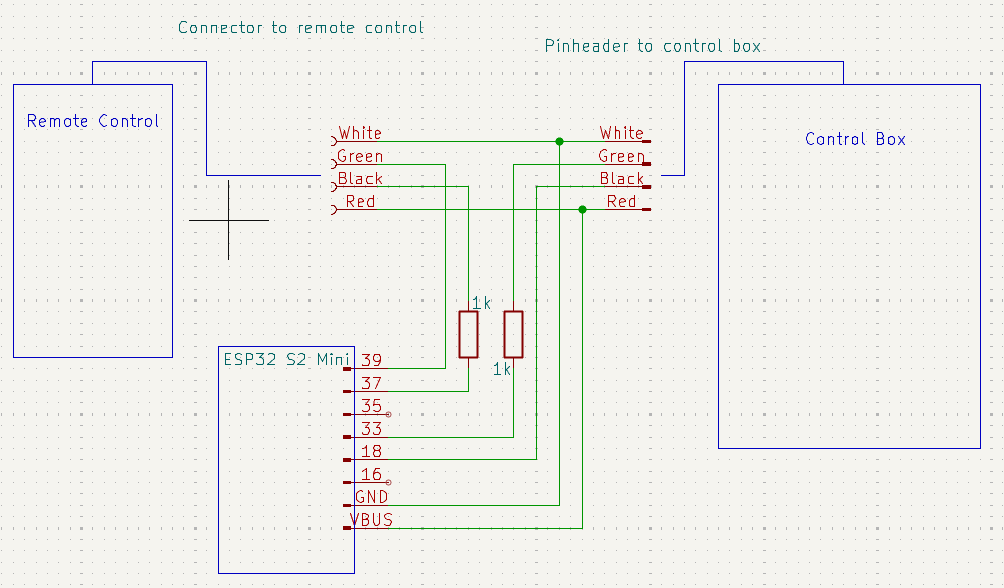 Connector to remote control
Pinheader to control box
Remote Control
Control Box
White
Green
Black
Red
White
Green
Black
Red
1k
1k
ESP32 S2 Mini
39
37
35
33
18
16
GND
VBUS